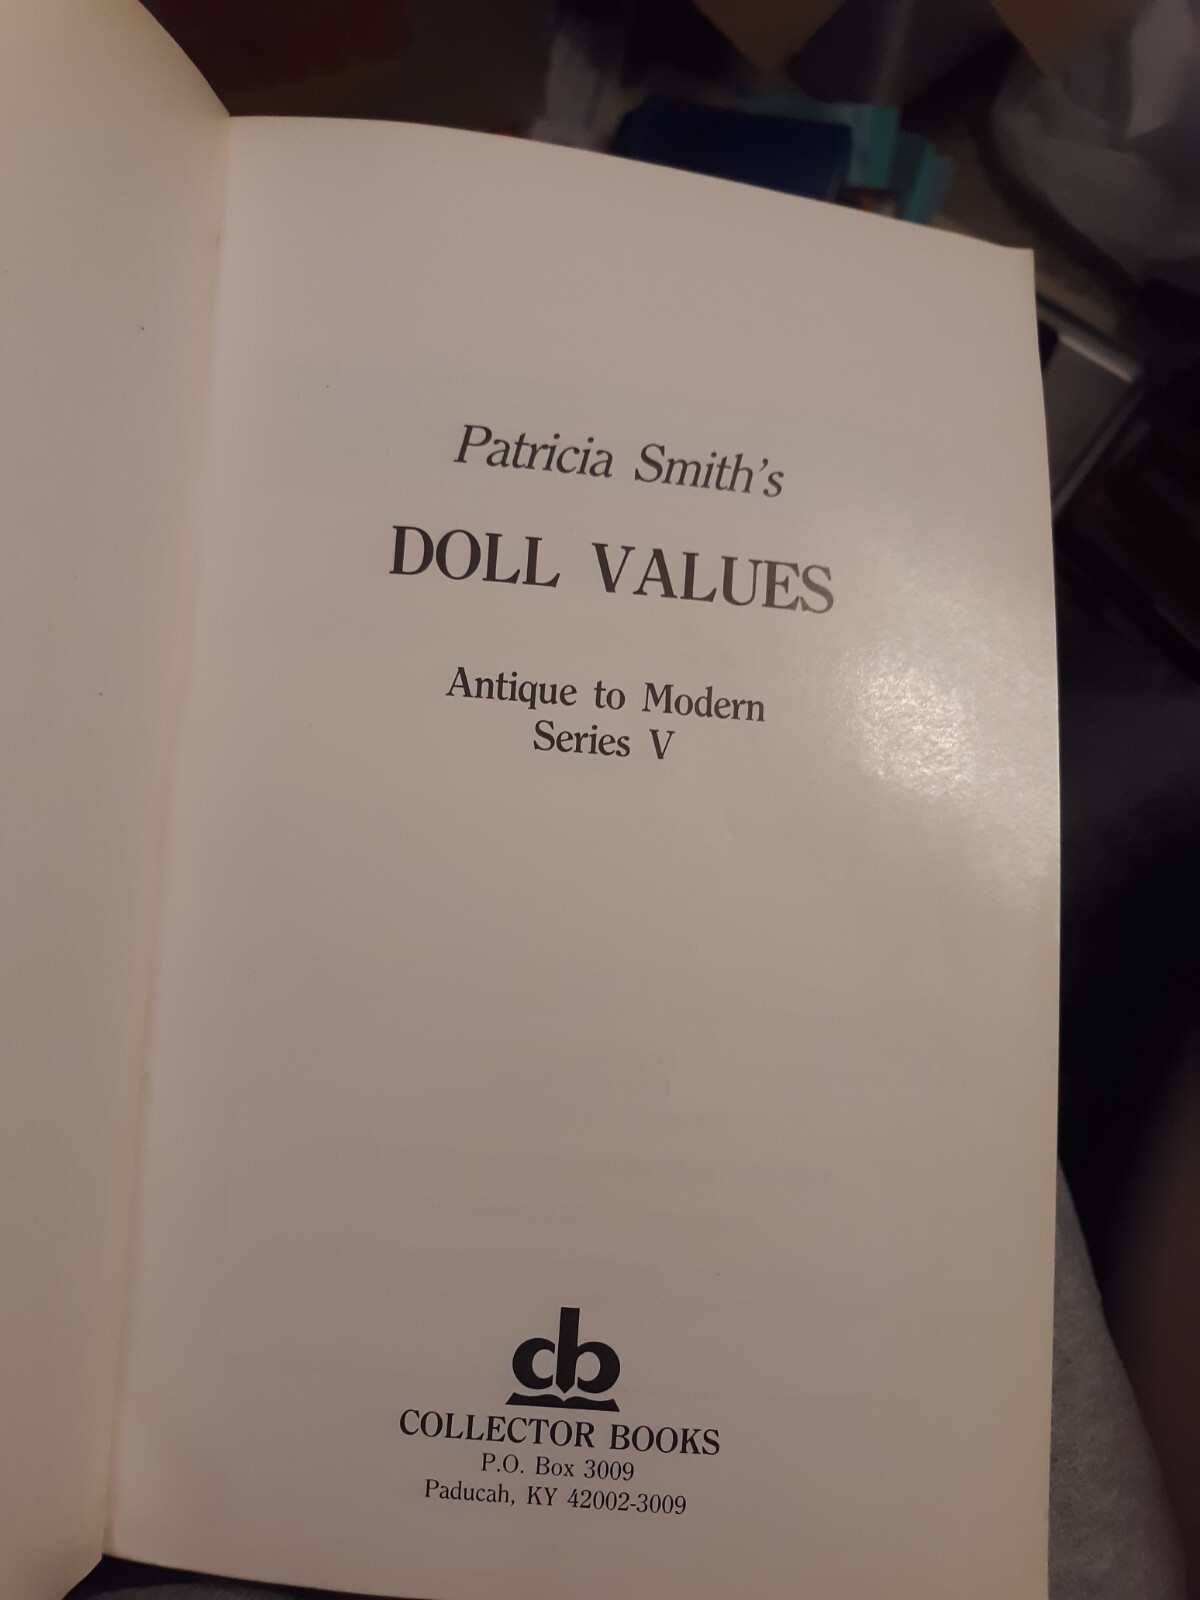 Patricia Smith's
DOLL VALUES
Antique to Modern
Series V
cb
COLLECTOR BOOKS
P.O. Box 3009
Paducah, KY 42002-3009